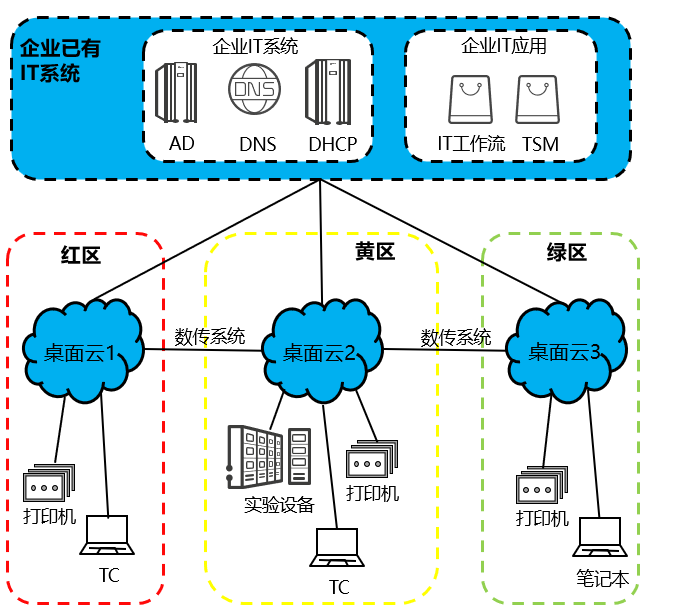 企业已有
IT系统
企业IT系统
DNS
AD
DNS
DHCP
企业IT应用
IT工作流
TSM
红区
黄区
绿区
桌面云1
数传系统
桌面云2
数传系统
桌面云3
打印机
TC
实验设备
打印机
TC
打印机
笔记本